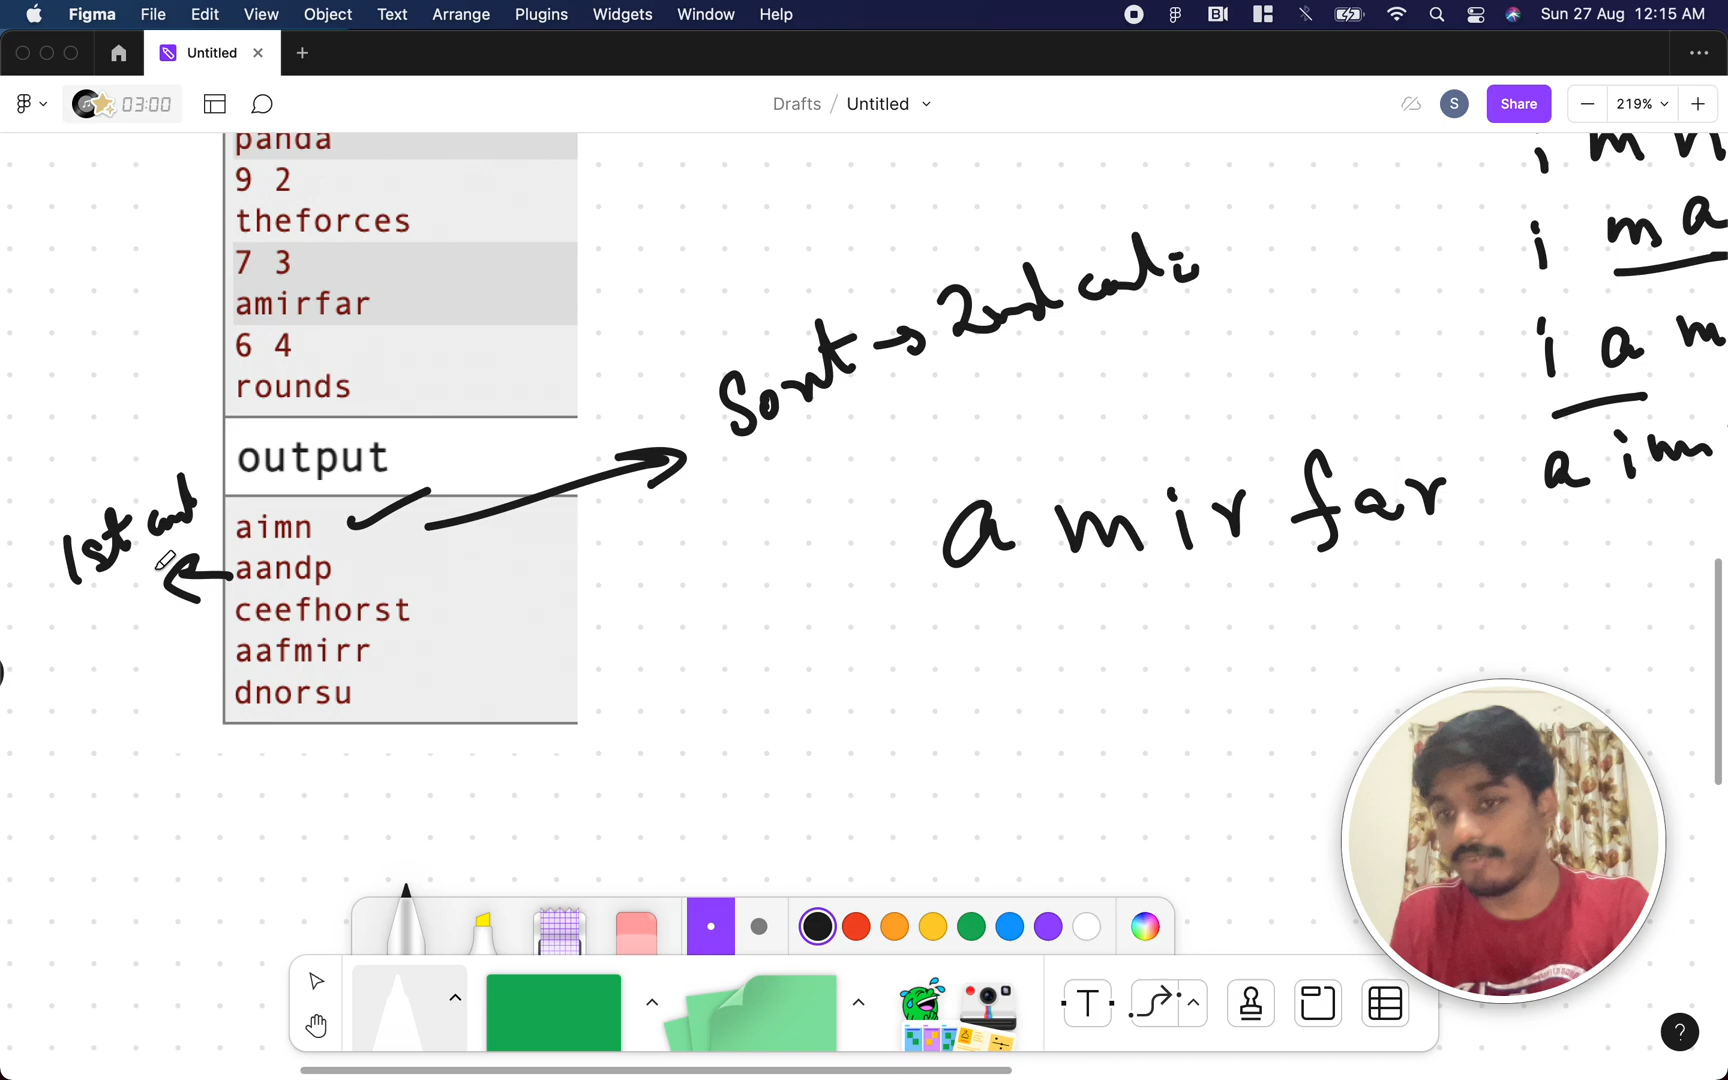 Figma File Edit View Object Text Arrange Plugins Widgets Window Help
Sun 27 Aug 12:15 AM
Untitled
03:00
Drafts / Untitled
S
Share
219%
panda
9 2
theforces
7 3
amirfar
6 4
rounds
output
aimn
aandp
ceefhorst
aafmirr
dnorsu
1st
Sort → 2nd
a m i r f a r
i m n
i m a
i a m
a i m
T
?